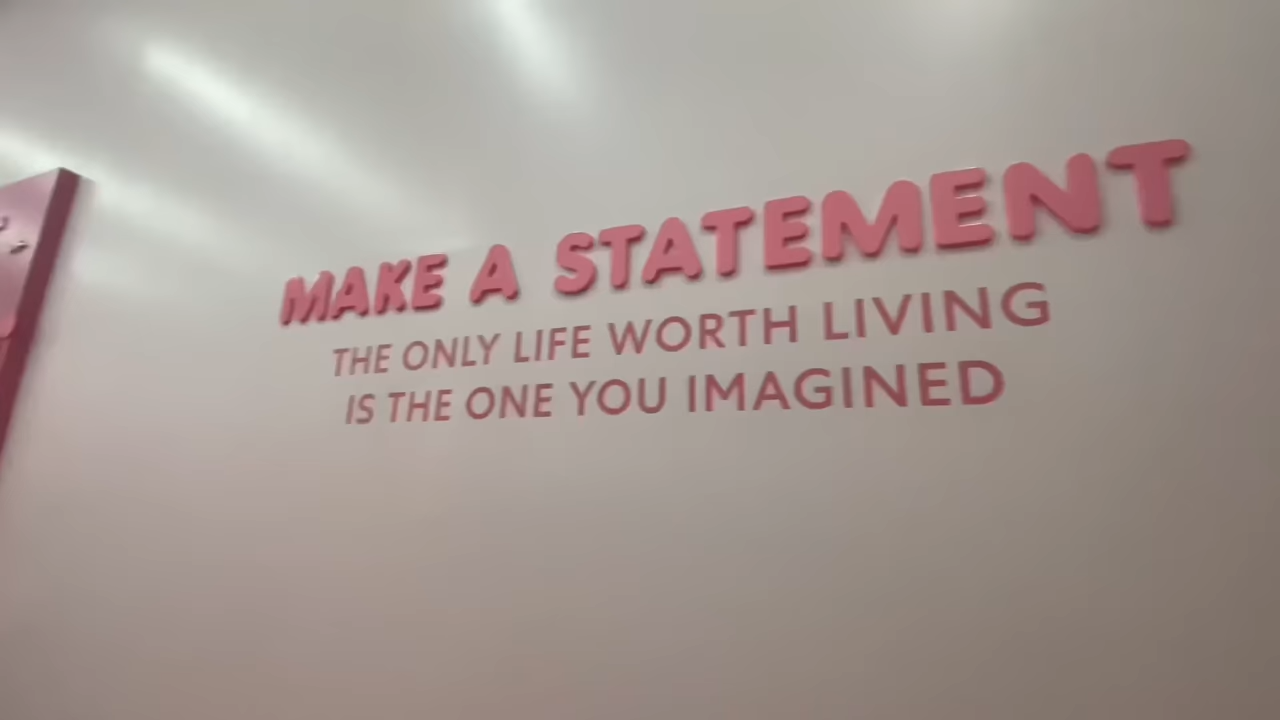 MAKE A STATEMENT
THE ONLY LIFE WORTH LIVING
IS THE ONE YOU IMAGINED